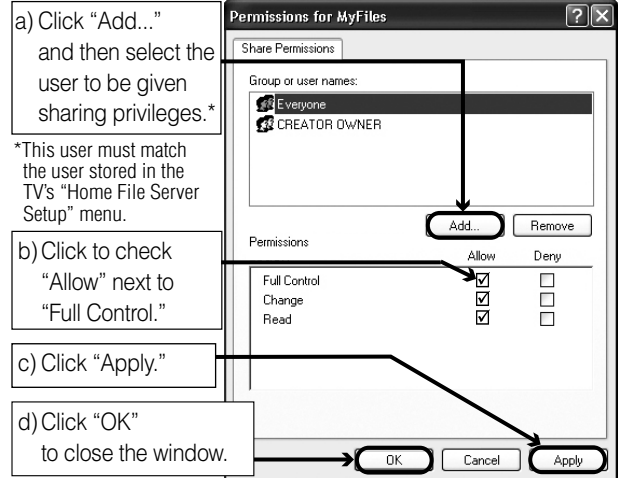 a) Click “Add...”
and then select the
user to be given
sharing privileges.*
*This user must match
the user stored in the
TV’s “Home File Server
Setup” menu.
b) Click to check
“Allow” next to
“Full Control.”
c) Click “Apply.”
d) Click “OK”
to close the window.
Permissions for MyFiles
Share Permissions
Group or user names:
Everyone
CREATOR OWNER
Add... Remove
Permissions Allow Deny
Full Control
Change
Read
OK Cancel Apply